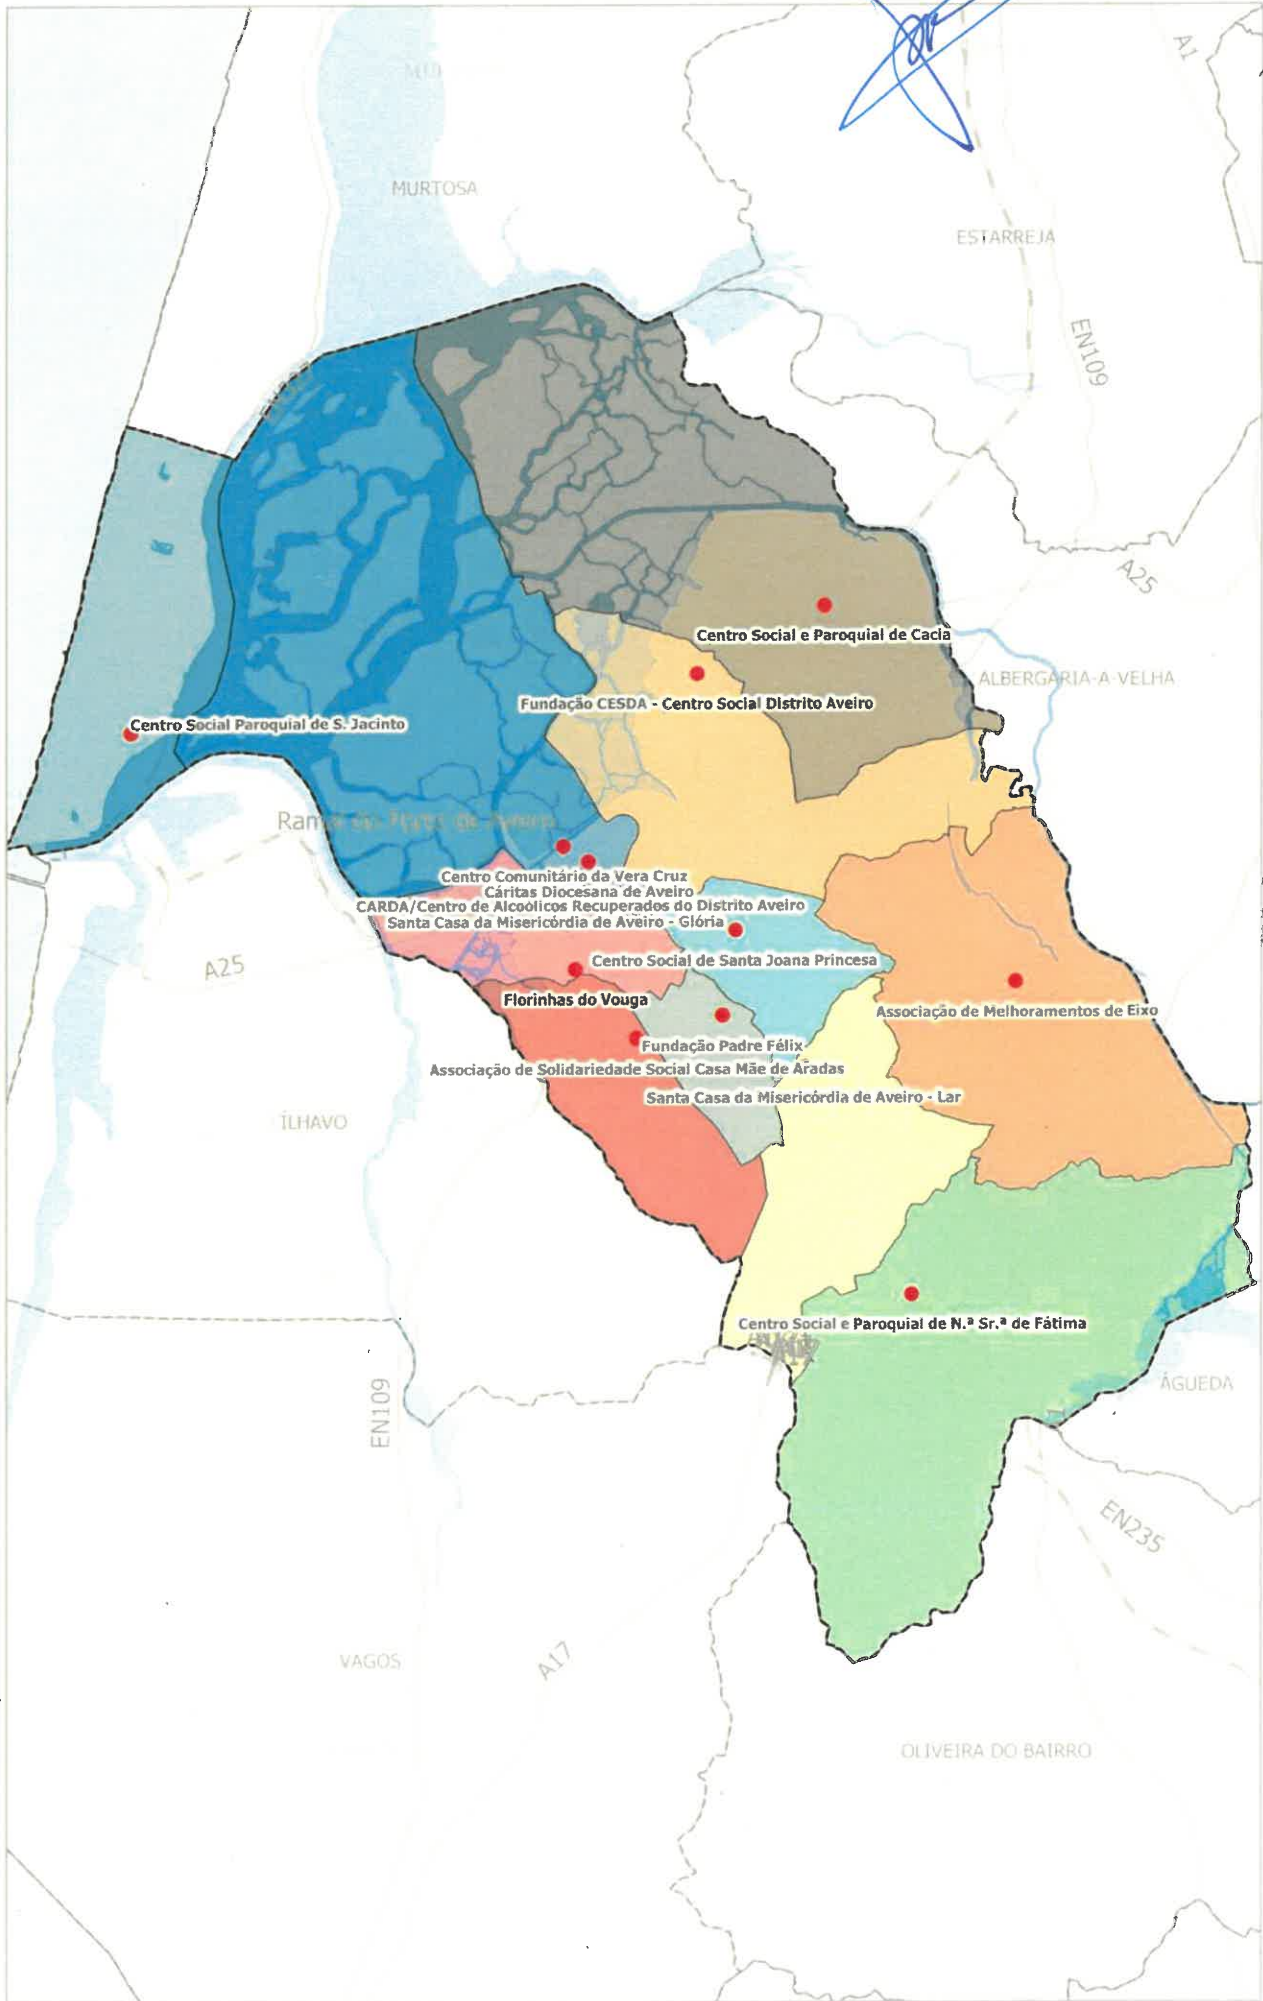 A1
MURTOSA
ESTARREJA
EN109
A25
Centro Social e Paroquial de Cacia
ALBERGARIA-A-VELHA
Fundação CESDA - Centro Social Distrito Aveiro
Centro Social Paroquial de S. Jacinto
Centro Comunitário da Vera Cruz
Cáritas Diocesana de Aveiro
CARDA/Centro de Alcoólicos Recuperados do Distrito Aveiro
Santa Casa da Misericórdia de Aveiro - Glória
Centro Social de Santa Joana Princesa
A25
Florinhas do Vouga
Associação de Melhoramentos de Eixo
Fundação Padre Félix
Associação de Solidariedade Social Casa Mãe de Aradas
Santa Casa da Misericórdia de Aveiro - Lar
ÍLHAVO
Centro Social e Paroquial de N.ª Sr.ª de Fátima
ÁGUEDA
EN109
EN235
VAGOS
A17
OLIVEIRA DO BAIRRO